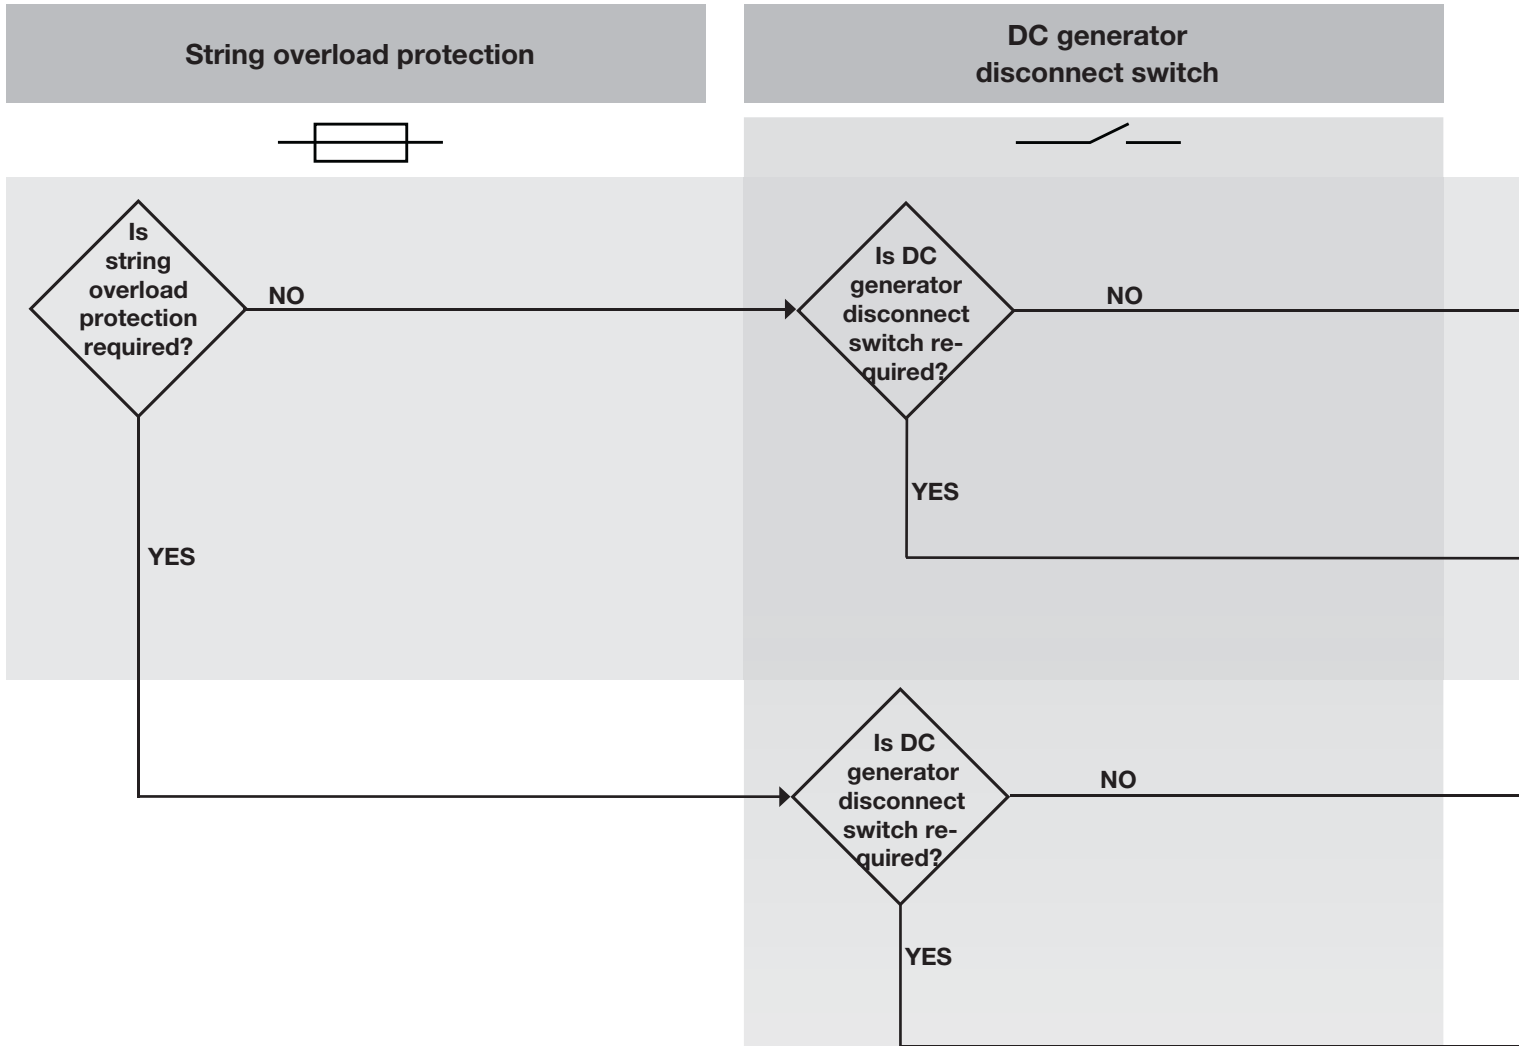 String overload protection
DC generator
disconnect switch
Is
string
overload
protection
required?
NO
YES
Is DC
generator
disconnect
switch re-
quired?
NO
YES
Is DC
generator
disconnect
switch re-
quired?
NO
YES